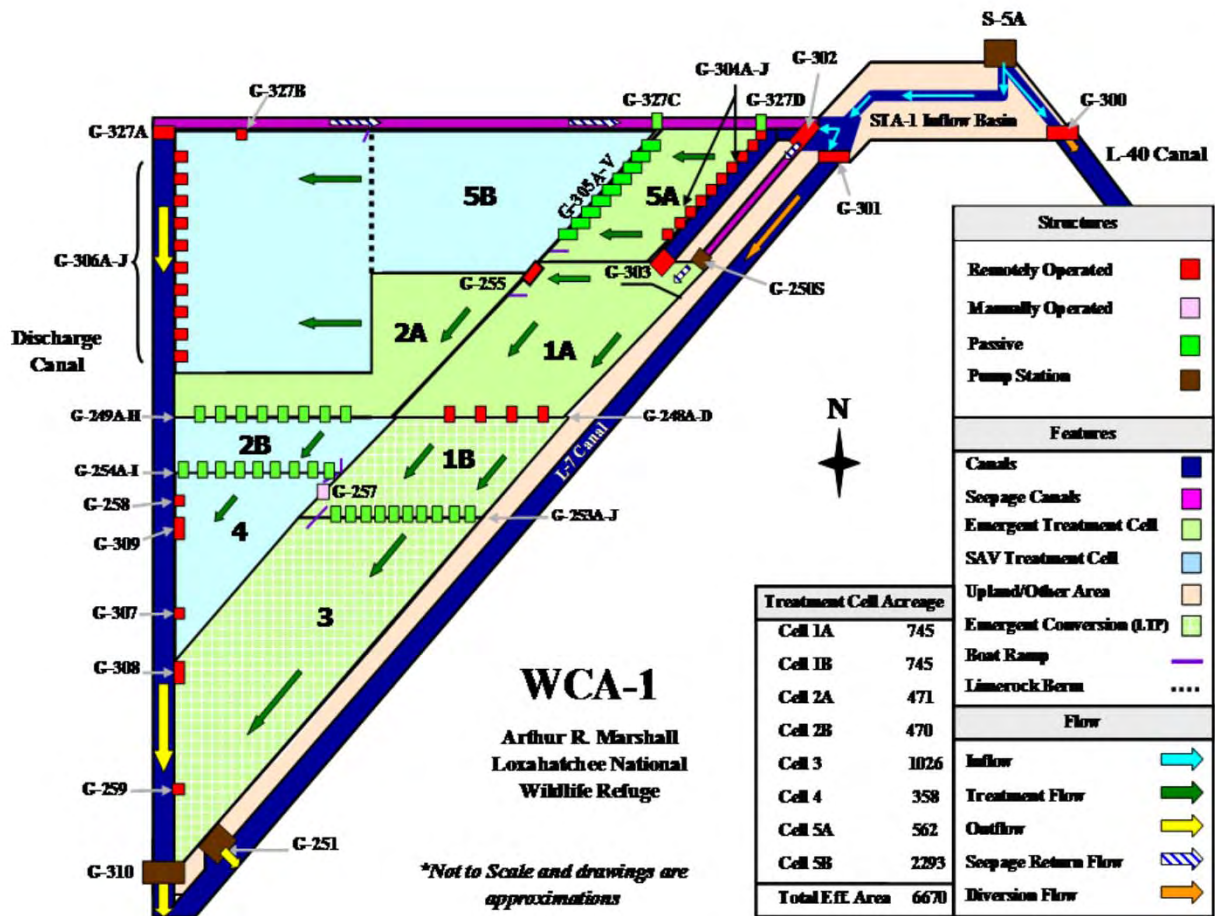 S-5A
G-302
G-304A-J
G-327B
G-327C
G-327D
G-300
G-327A
STA-1 Inflow Basin
L-40 Canal
G-305A-V
5B
5A
G-301
G-306A-J
G-303
G-255
G-250S
Discharge
Canal
2A
1A
G-249A-H
G-248A-D
N
L-7 Canal
2B
1B
G-254A-I
G-257
G-258
G-253A-J
G-309
4
G-307
3
G-308
WCA-1
Arthur R. Marshall
Loxahatchee National
Wildlife Refuge
G-259
G-251
G-310
*Not to Scale and drawings are
approximations
Treatment Cell Acreage
Cell 1A 745
Cell 1B 745
Cell 2A 471
Cell 2B 470
Cell 3 1026
Cell 4 358
Cell 5A 562
Cell 5B 2293
Total Eff. Area 6670
Structures
Remotely Operated
Manually Operated
Passive
Pump Station
Features
Canals
Seepage Canals
Emergent Treatment Cell
SAV Treatment Cell
Upland/Other Area
Emergent Conversion (LTP)
Boat Ramp
Limerock Berm
Flow
Inflow
Treatment Flow
Outflow
Seepage Return Flow
Diversion Flow